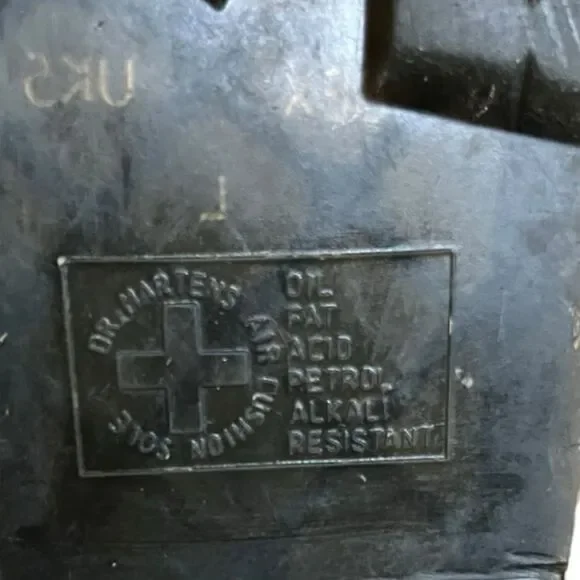 UK5
DR. MARTENS AIR CUSHION SOLE
OIL
FAT
ACID
PETROL
ALKALI
RESISTANT